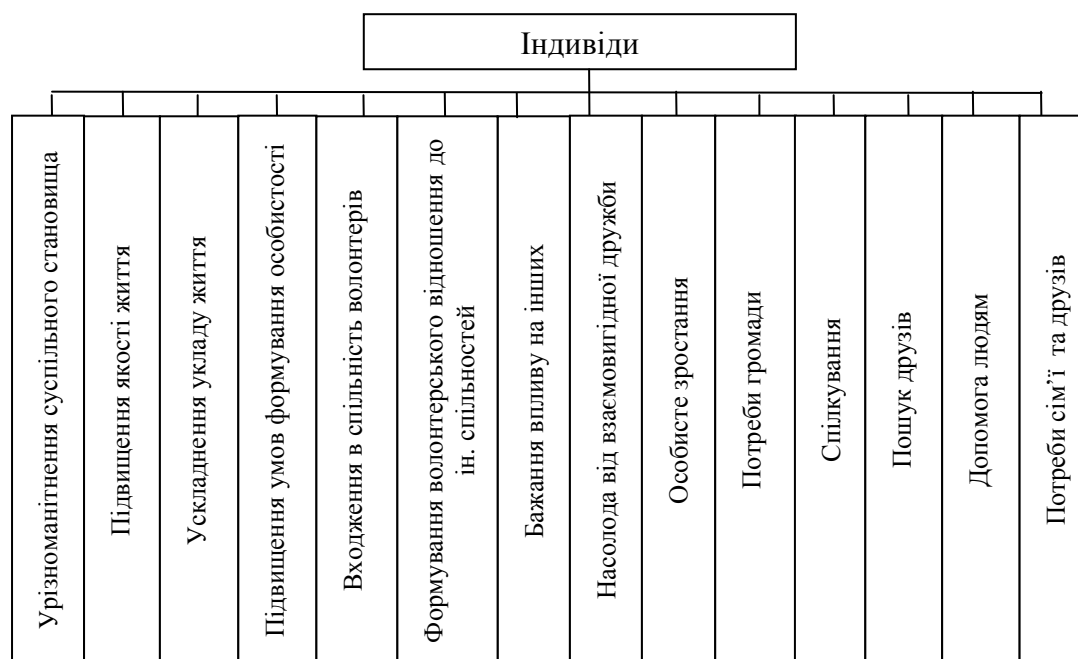 Індивіди
Урізноманітнення суспільного становища
Підвищення якості життя
Ускладнення укладу життя
Підвищення умов формування особистості
Входження в спільність волонтерів
Формування волонтерського відношення до
ін. спільностей
Бажання впливу на інших
Насолода від взаємовигідної дружби
Особисте зростання
Потреби громади
Спілкування
Пошук друзів
Допомога людям
Потреби сім’ї та друзів